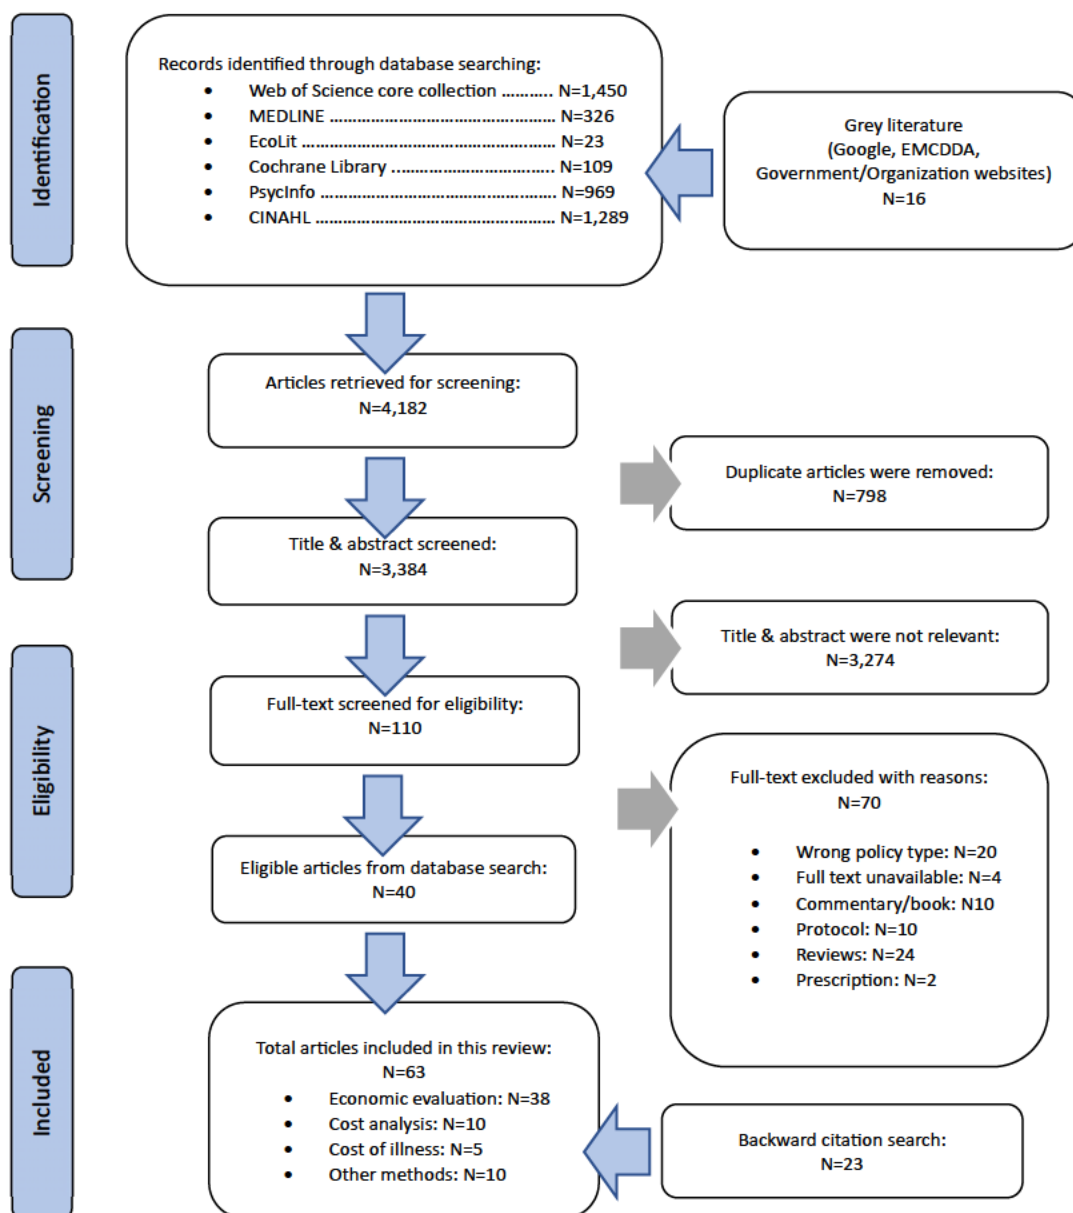 Identification
Records identified through database searching:
• Web of Science core collection ……….. N=1,450
• MEDLINE …………………………………….……… N=326
• EcoLit ………………………………………….……… N=23
• Cochrane Library ...………………………….….. N=109
• PsycInfo …………………………………….………. N=969
• CINAHL ……………………………………….……… N=1,289
Grey literature
(Google, EMCDDA,
Government/Organization websites)
N=16
Screening
Articles retrieved for screening:
N=4,182
Duplicate articles were removed:
N=798
Title & abstract screened:
N=3,384
Title & abstract were not relevant:
N=3,274
Eligibility
Full-text screened for eligibility:
N=110
Full-text excluded with reasons:
N=70
• Wrong policy type: N=20
• Full text unavailable: N=4
• Commentary/book: N10
• Protocol: N=10
• Reviews: N=24
• Prescription: N=2
Eligible articles from database search:
N=40
Included
Total articles included in this review:
N=63
• Economic evaluation: N=38
• Cost analysis: N=10
• Cost of illness: N=5
• Other methods: N=10
Backward citation search:
N=23